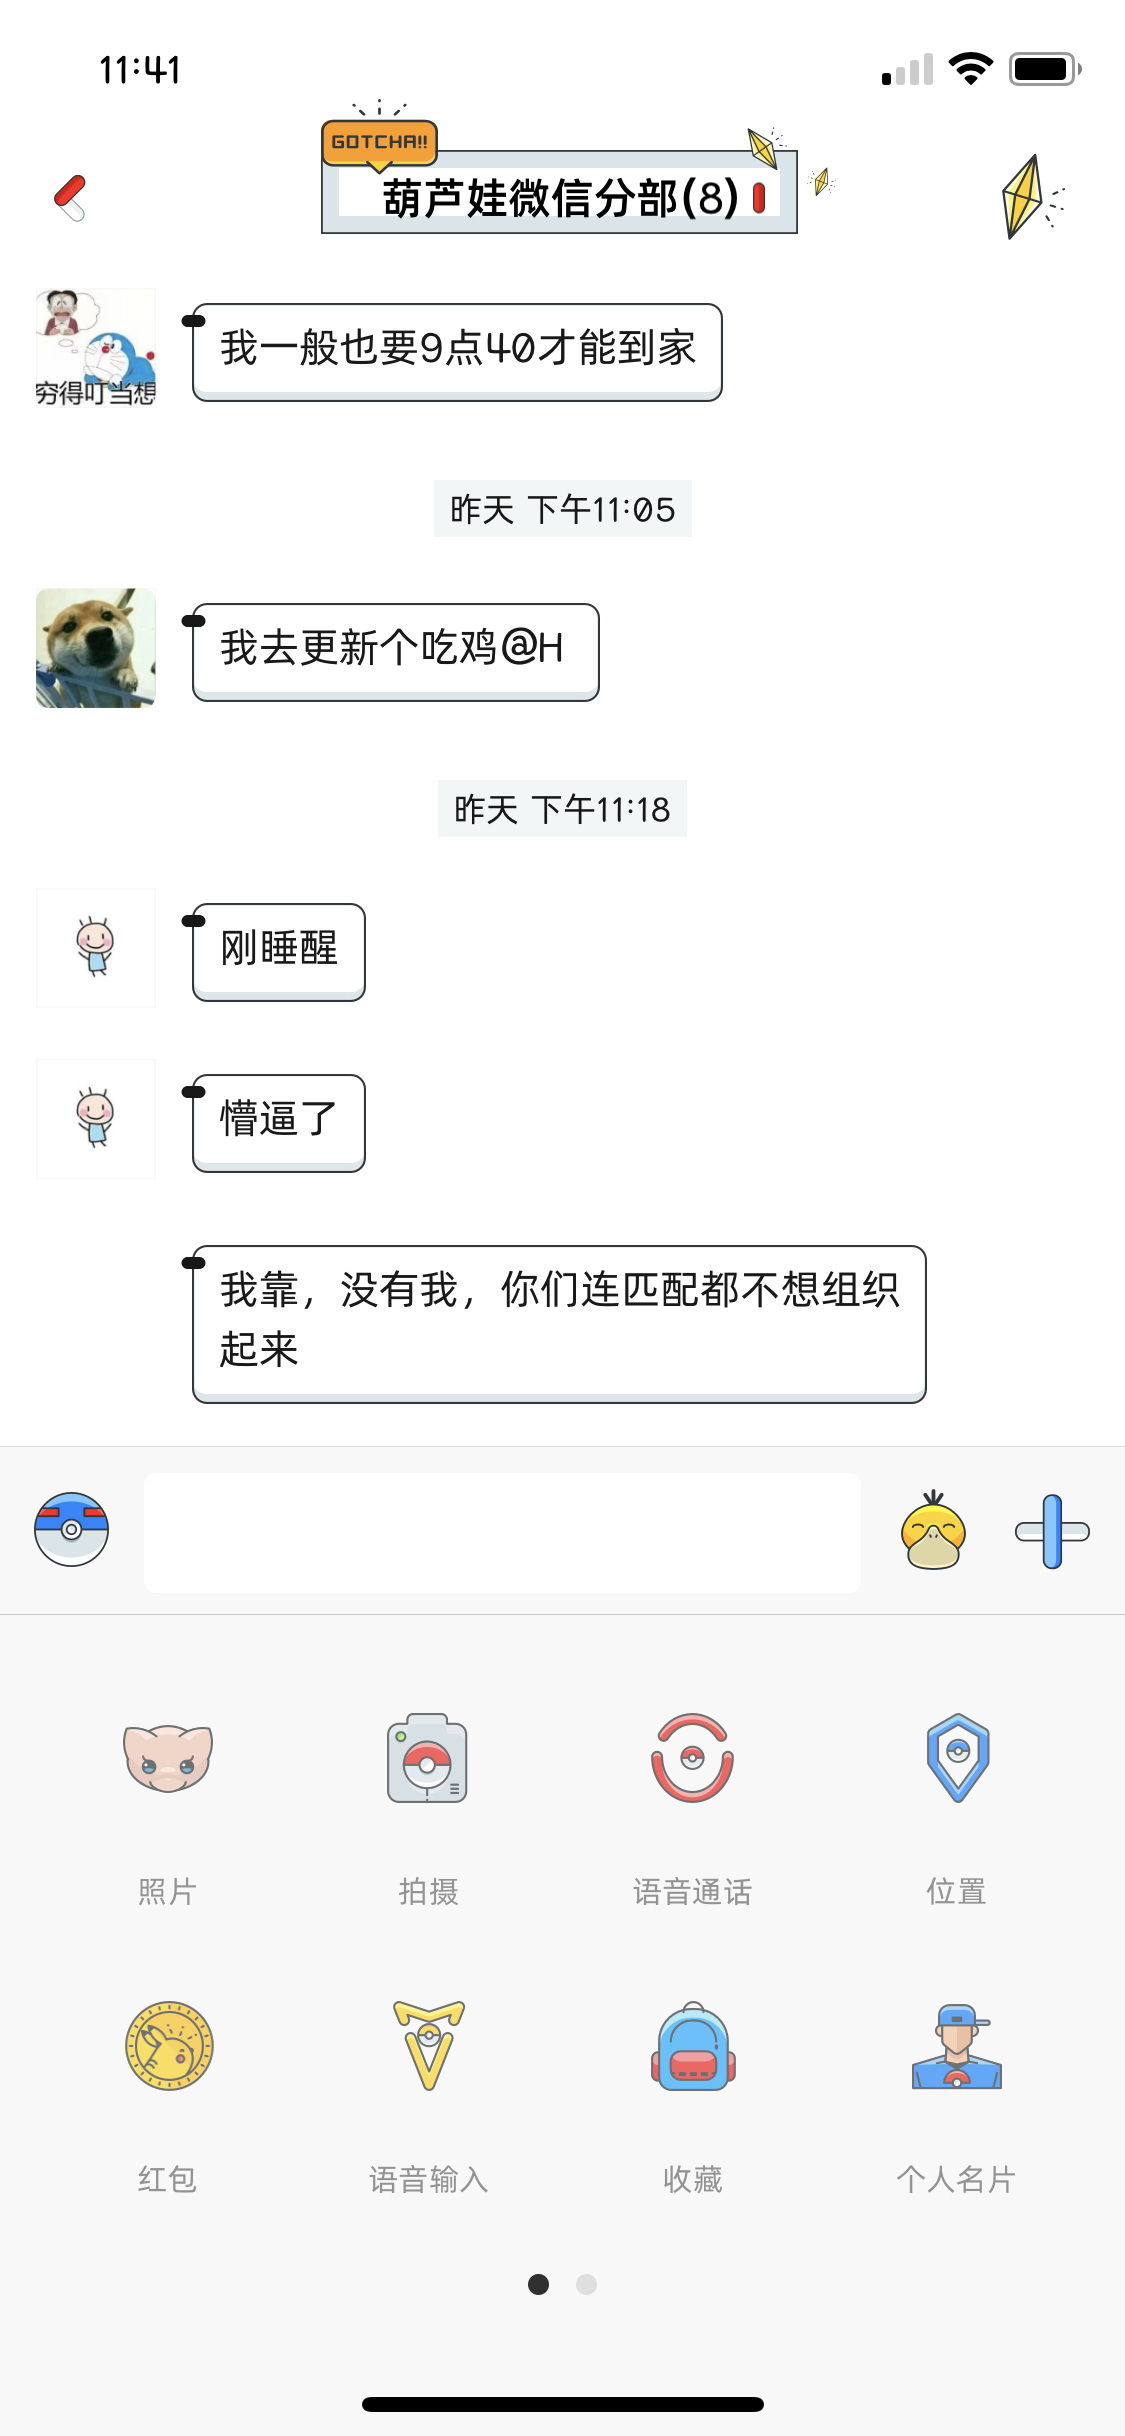 11:41
GOTCHA!!
葫芦娃微信分部(8)
我一般也要9点40才能到家
穷得叮当想
昨天 下午11:05
我去更新个吃鸡@H
昨天 下午11:18
刚睡醒
懵逼了
我靠，没有我，你们连匹配都不想组织
起来
照片
拍摄
语音通话
位置
红包
语音输入
收藏
个人名片